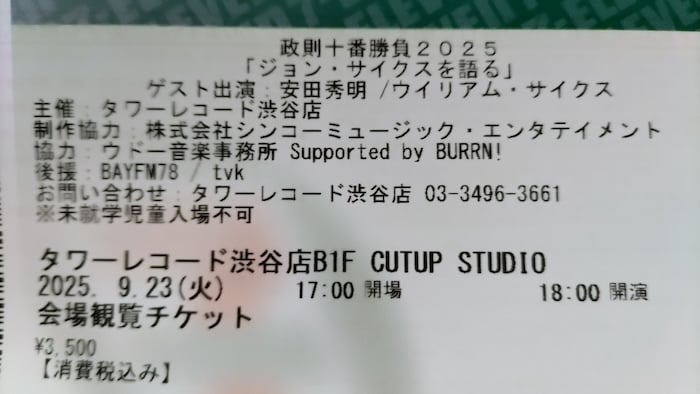 政則十番勝負2025
「ジョン・サイクスを語る」
ゲスト出演:安田秀明 /ウイリアム・サイクス
主催:タワーレコード渋谷店
制作協力:株式会社シンコーミュージック・エンタテイメント
協力:ウドー音楽事務所 Supported by BURRN!
後援:BAYFM78 / tvk
お問い合わせ:タワーレコード渋谷店 03-3496-3661
※未就学児童入場不可
タワーレコード渋谷店B1F CUTUP STUDIO
2025. 9.23(火) 17:00 開場 18:00 開演
会場観覧チケット
¥3,500
【消費税込み】